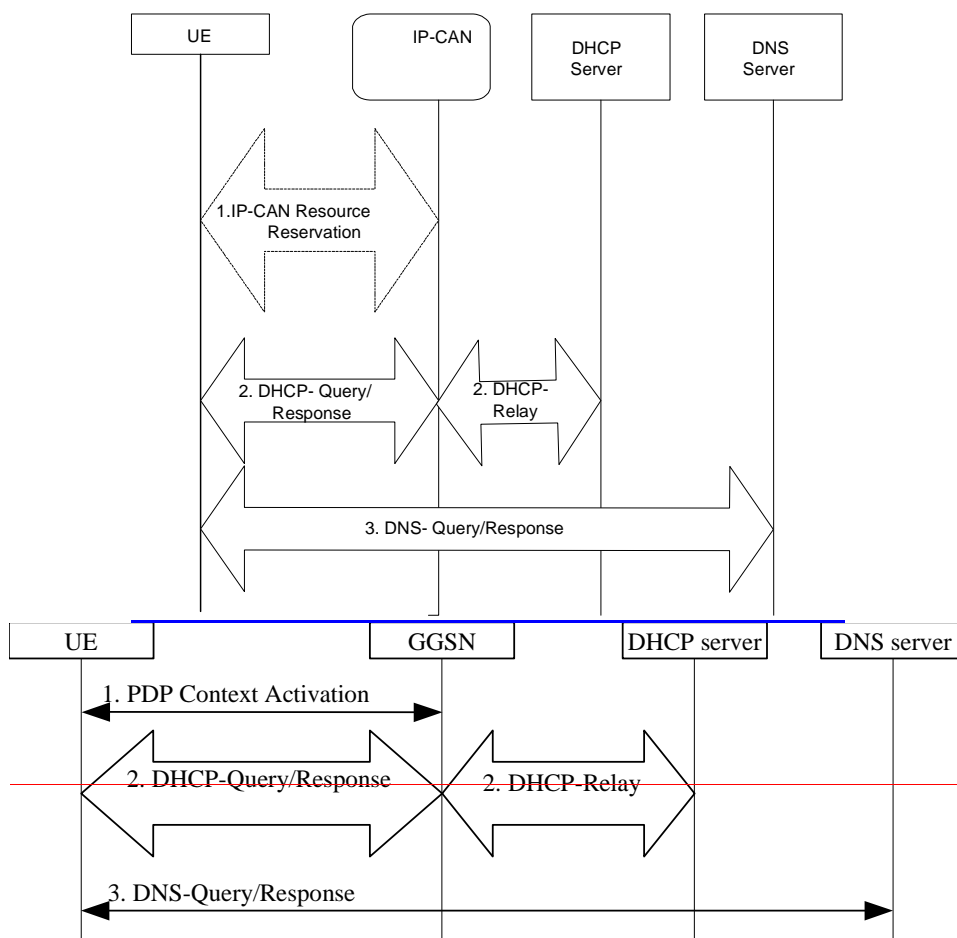 UE
IP-CAN
DHCP
Server
DNS
Server
1.IP-CAN Resource
Reservation
2. DHCP- Query/
Response
2. DHCP-
Relay
3. DNS- Query/Response
UE
GGSN
DHCP server
DNS server
1. PDP Context Activation
2. DHCP-Query/Response
2. DHCP-Relay
3. DNS-Query/Response